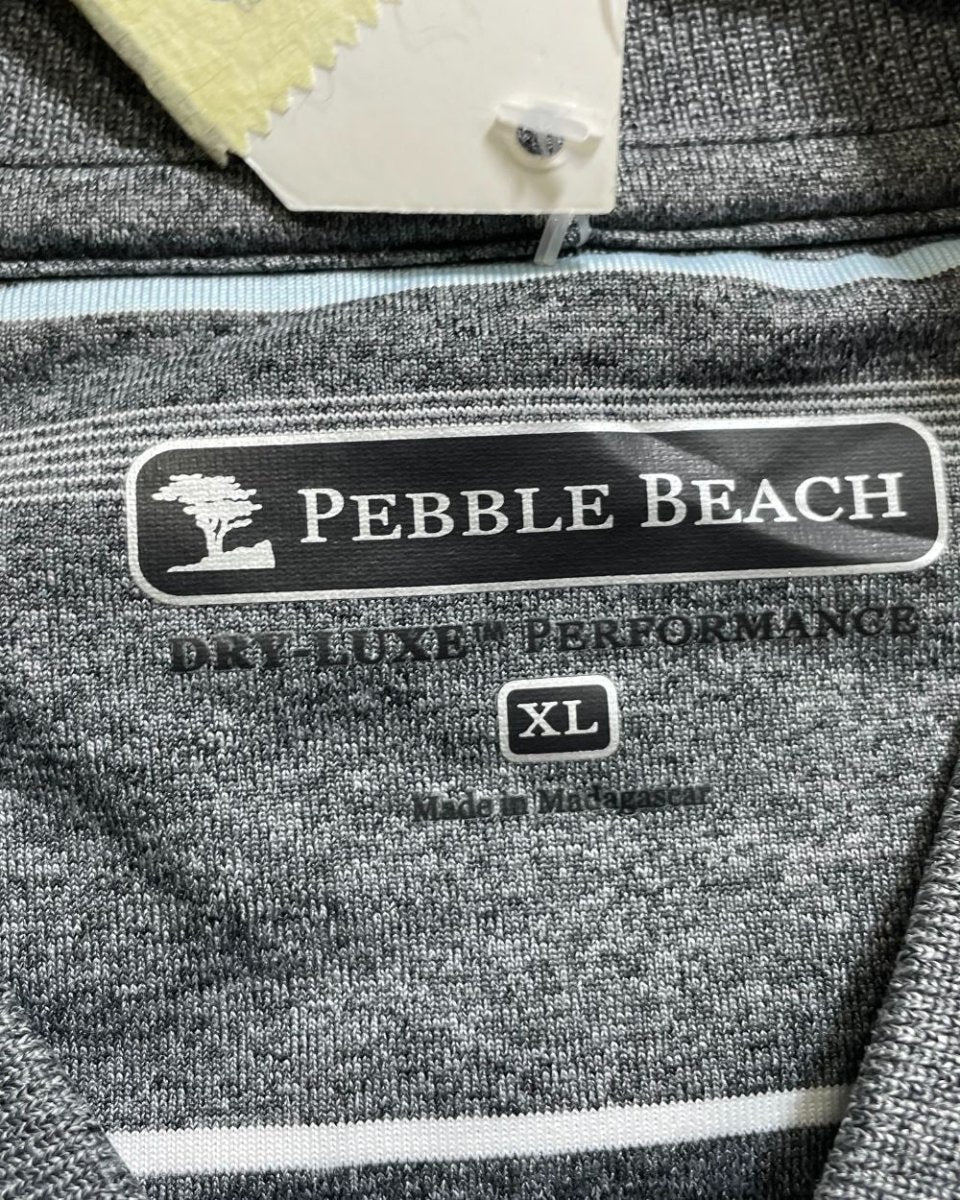 PEBBLE BEACH
DRY-LUXE™ PERFORMANCE
XL
Made in Madagascar